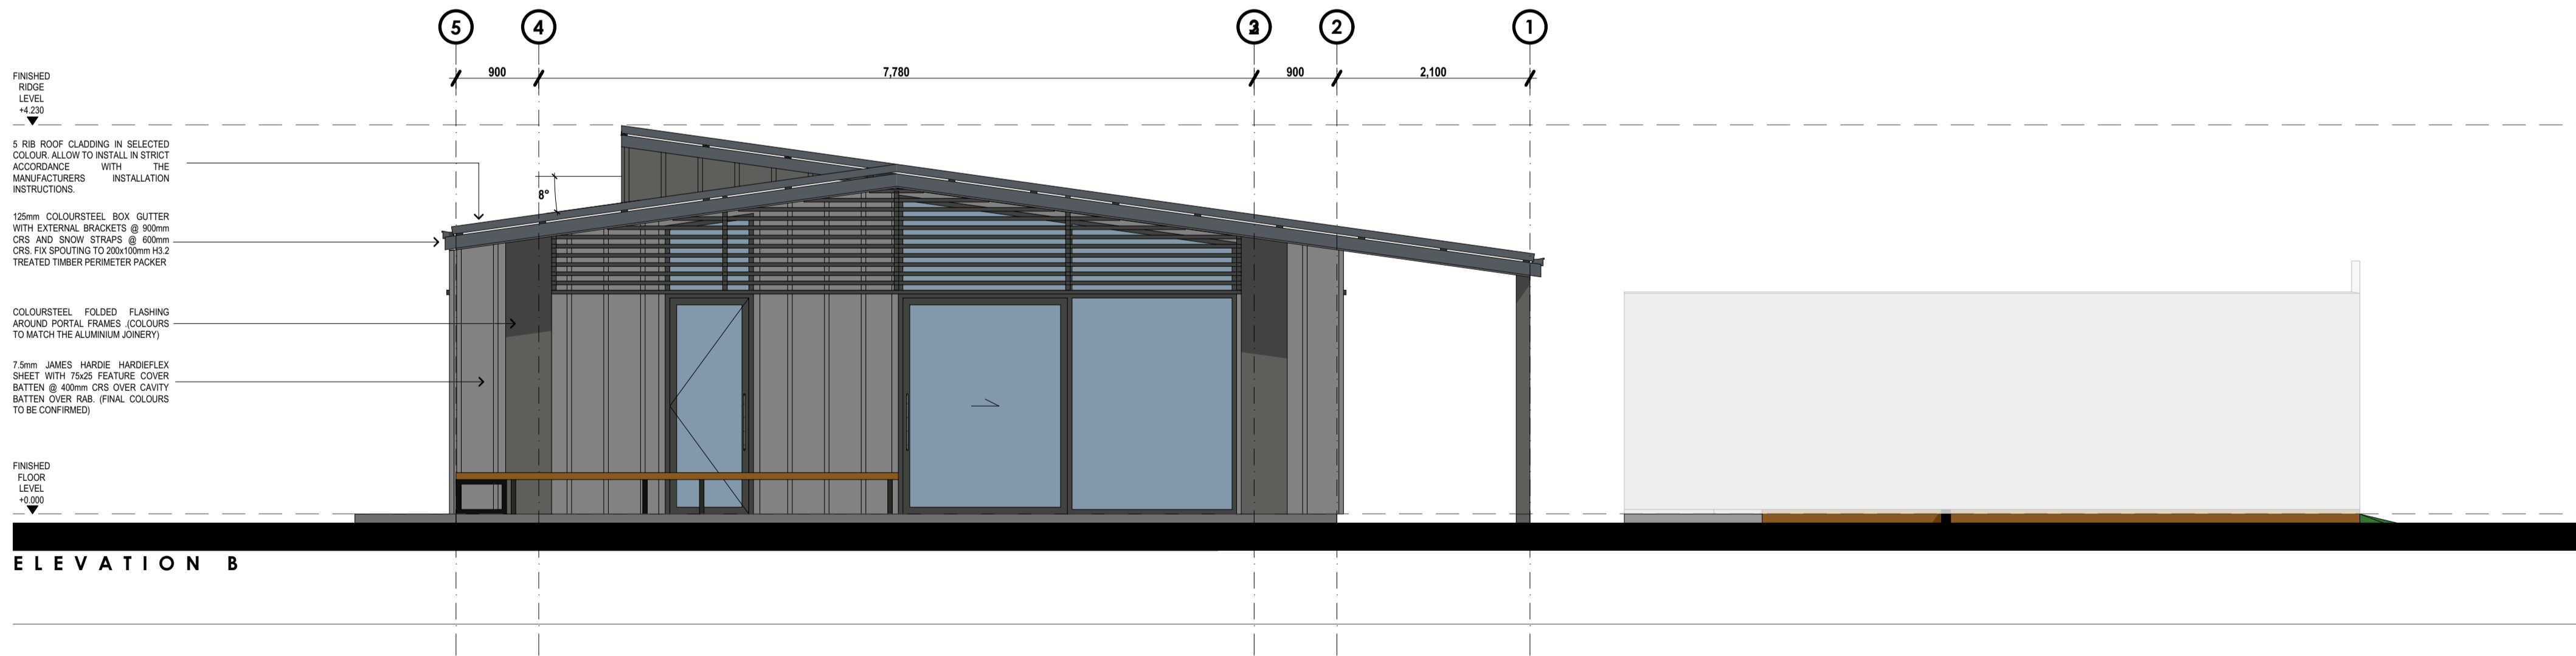 5 4 3 2 1
900 7,780 900 2,100
FINISHED
RIDGE
LEVEL
+4.230
5 RIB ROOF CLADDING IN SELECTED
COLOUR. ALLOW TO INSTALL IN STRICT
ACCORDANCE WITH THE
MANUFACTURERS INSTALLATION
INSTRUCTIONS.
8°
125mm COLOURSTEEL BOX GUTTER
WITH EXTERNAL BRACKETS @ 900mm
CRS AND SNOW STRAPS @ 600mm
CRS. FIX SPOUTING TO 200x100mm H3.2
TREATED TIMBER PERIMETER PACKER
COLOURSTEEL FOLDED FLASHING
AROUND PORTAL FRAMES .(COLOURS
TO MATCH THE ALUMINIUM JOINERY)
7.5mm JAMES HARDIE HARDIEFLEX
SHEET WITH 75x25 FEATURE COVER
BATTEN @ 400mm CRS OVER CAVITY
BATTEN OVER RAB. (FINAL COLOURS
TO BE CONFIRMED)
FINISHED
FLOOR
LEVEL
+0.000
ELEVATION B